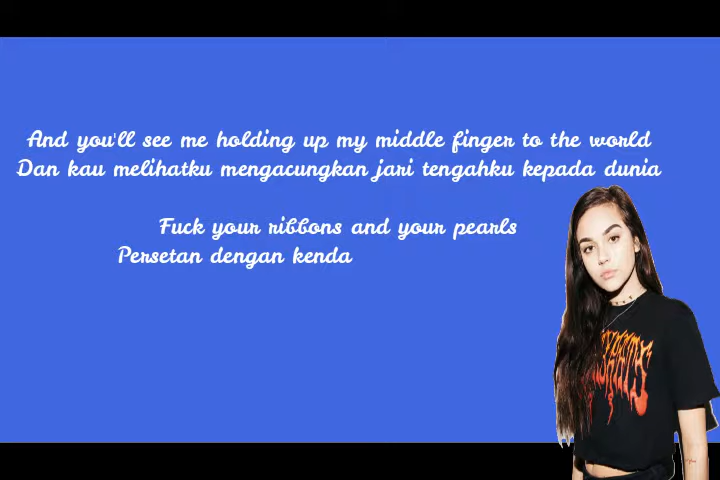 And you'll see me holding up my middle finger to the world
Dan kau melihatku mengacungkan jari tengahku kepada dunia
Fuck your ribbons and your pearls
Persetan dengan kenda